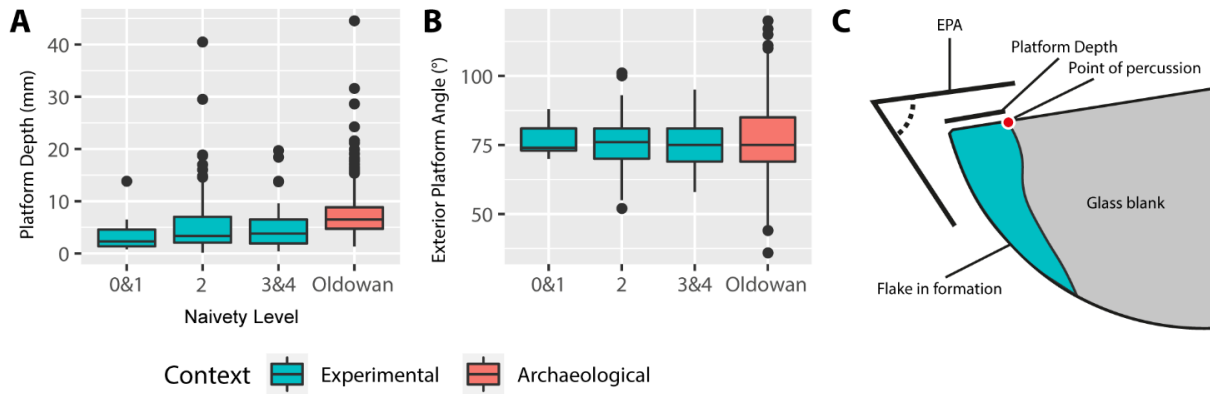 A
Platform Depth (mm)
40
30
20
10
0
0&1
2
3&4
Oldowan
Naivety Level
B
Exterior Platform Angle (°)
100
75
50
0&1
2
3&4
Oldowan
C
EPA
Platform Depth
Point of percussion
Glass blank
Flake in formation
Context
Experimental
Archaeological